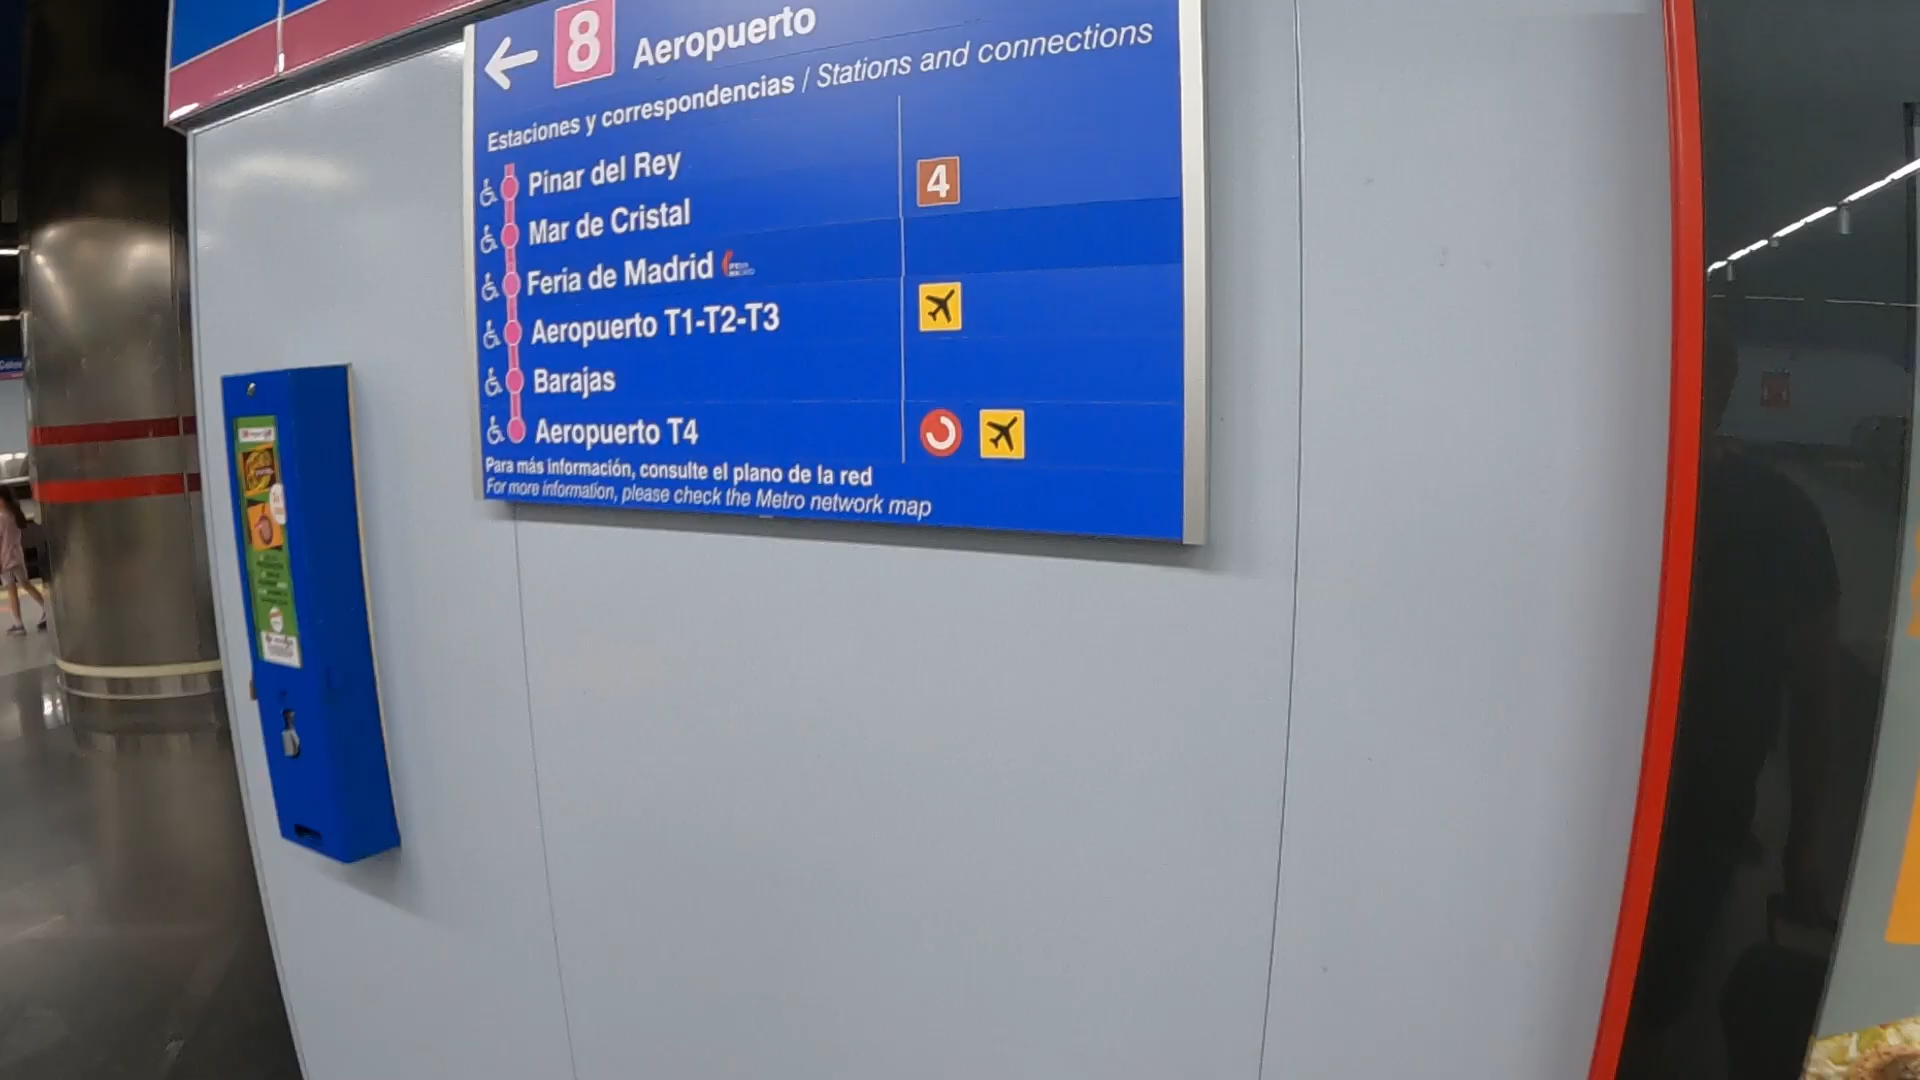 8 Aeropuerto
Estaciones y correspondencias / Stations and connections
Pinar del Rey
4
Mar de Cristal
Feria de Madrid
Aeropuerto T1-T2-T3
Barajas
Aeropuerto T4
Para más información, consulte el plano de la red
For more information, please check the Metro network map